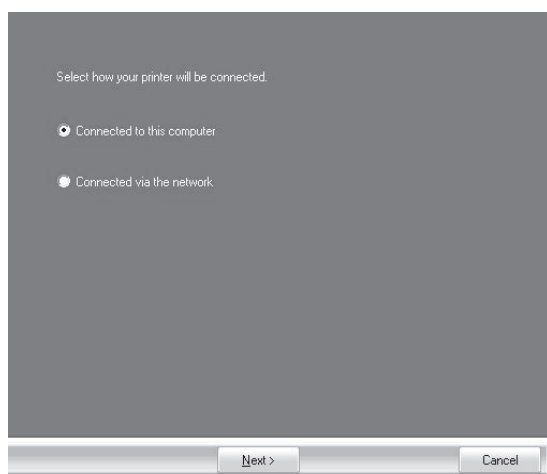 Select how your printer will be connected.
Connected to this computer
Connected via the network
Next >
Cancel